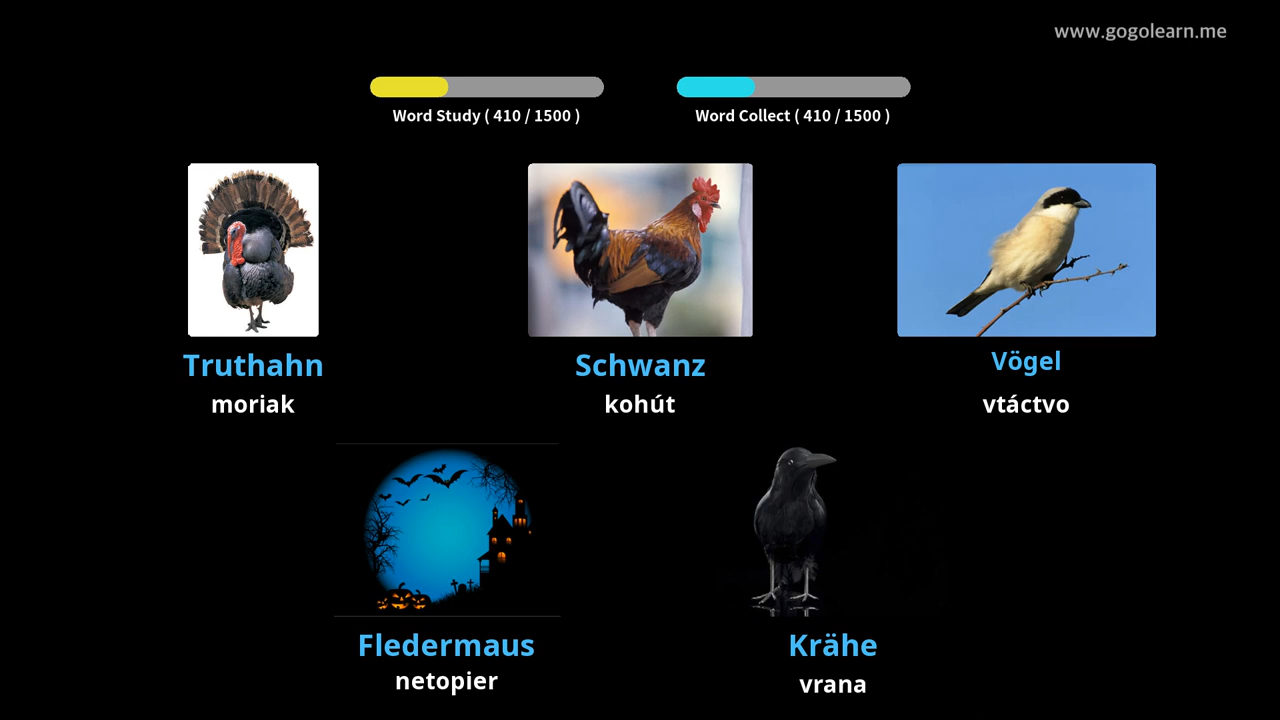 www.gogolearn.me
Word Study ( 410 / 1500 )
Word Collect ( 410 / 1500 )
Truthahn
moriak
Schwanz
kohút
Vögel
vtáctvo
Fledermaus
netopier
Krähe
vrana